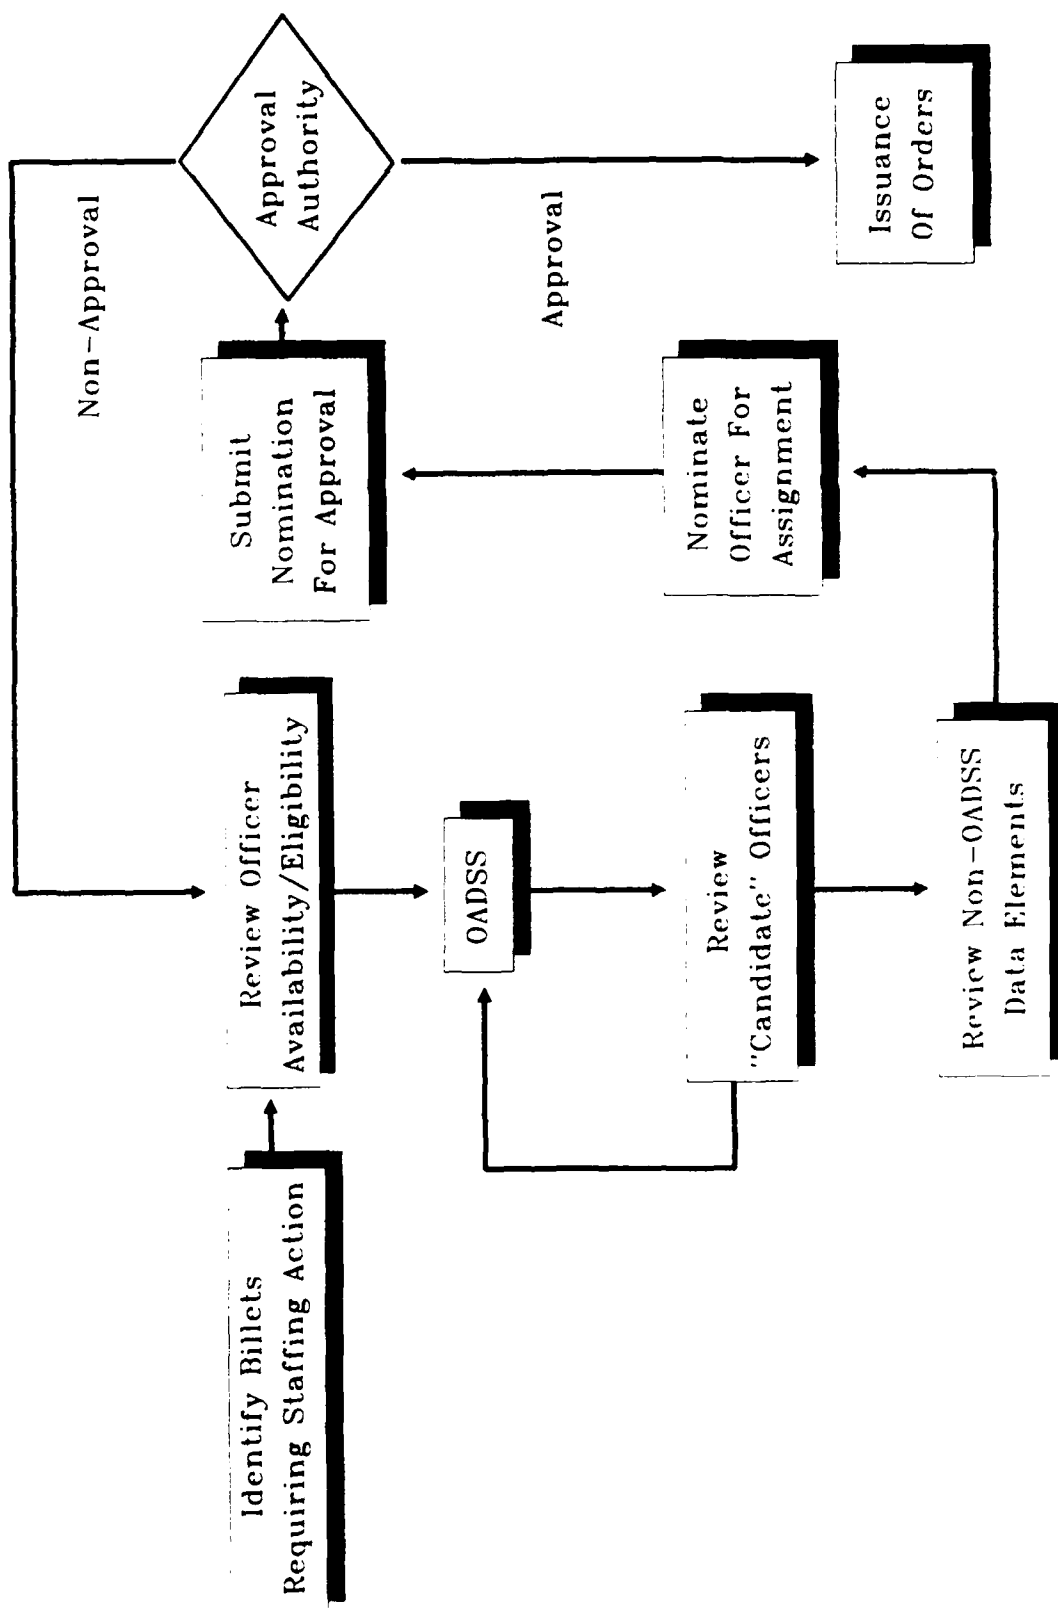 Identify Billets
Requiring Staffing Action
Review Officer
Availability/Eligibility
OADSS
Review
"Candidate" Officers
Review Non-OADSS
Data Elements
Nominate
Officer For
Assignment
Submit
Nomination
For Approval
Approval
Authority
Non-Approval
Approval
Issuance
Of Orders